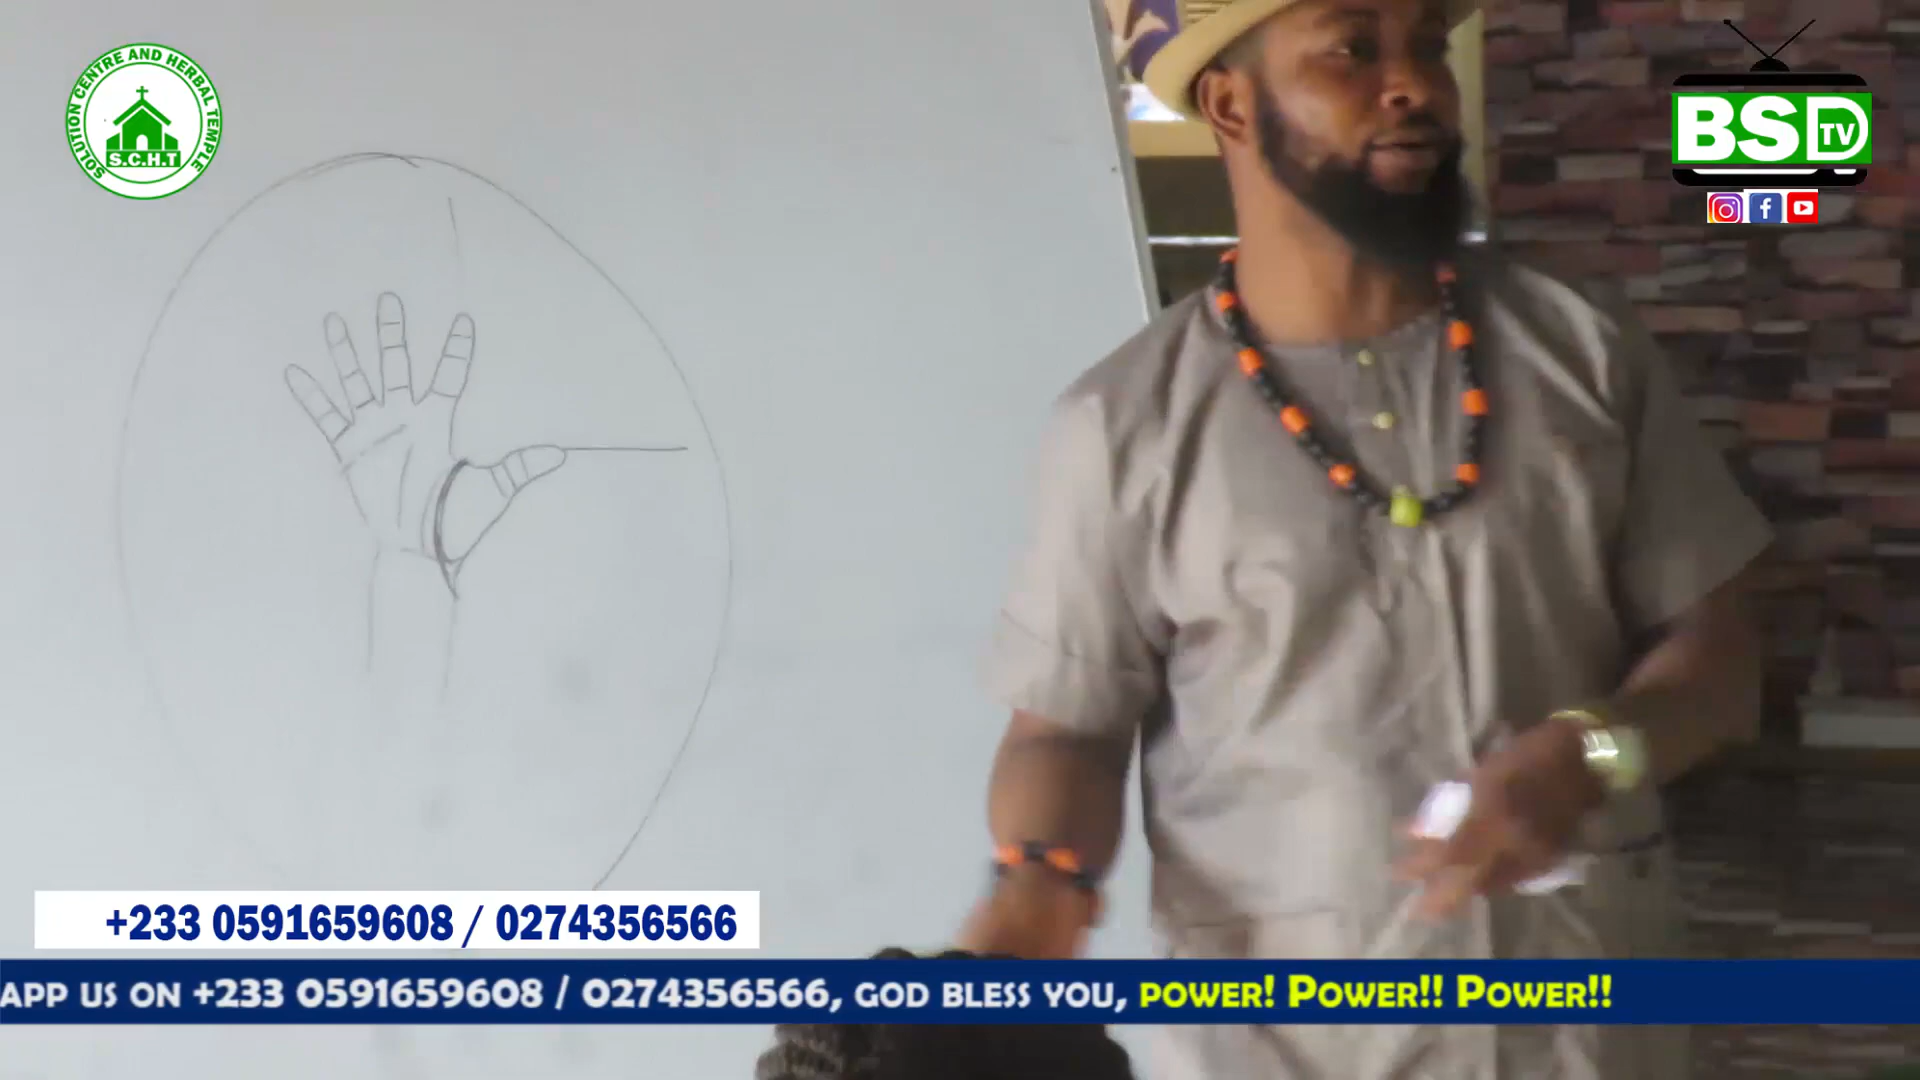 SOLUTION CENTRE AND HERBAL TEMPLE
S.C.H.T
BSD TV
+233 0591659608 / 0274356566
APP US ON +233 0591659608 / 0274356566, GOD BLESS YOU, POWER! POWER!! POWER!!